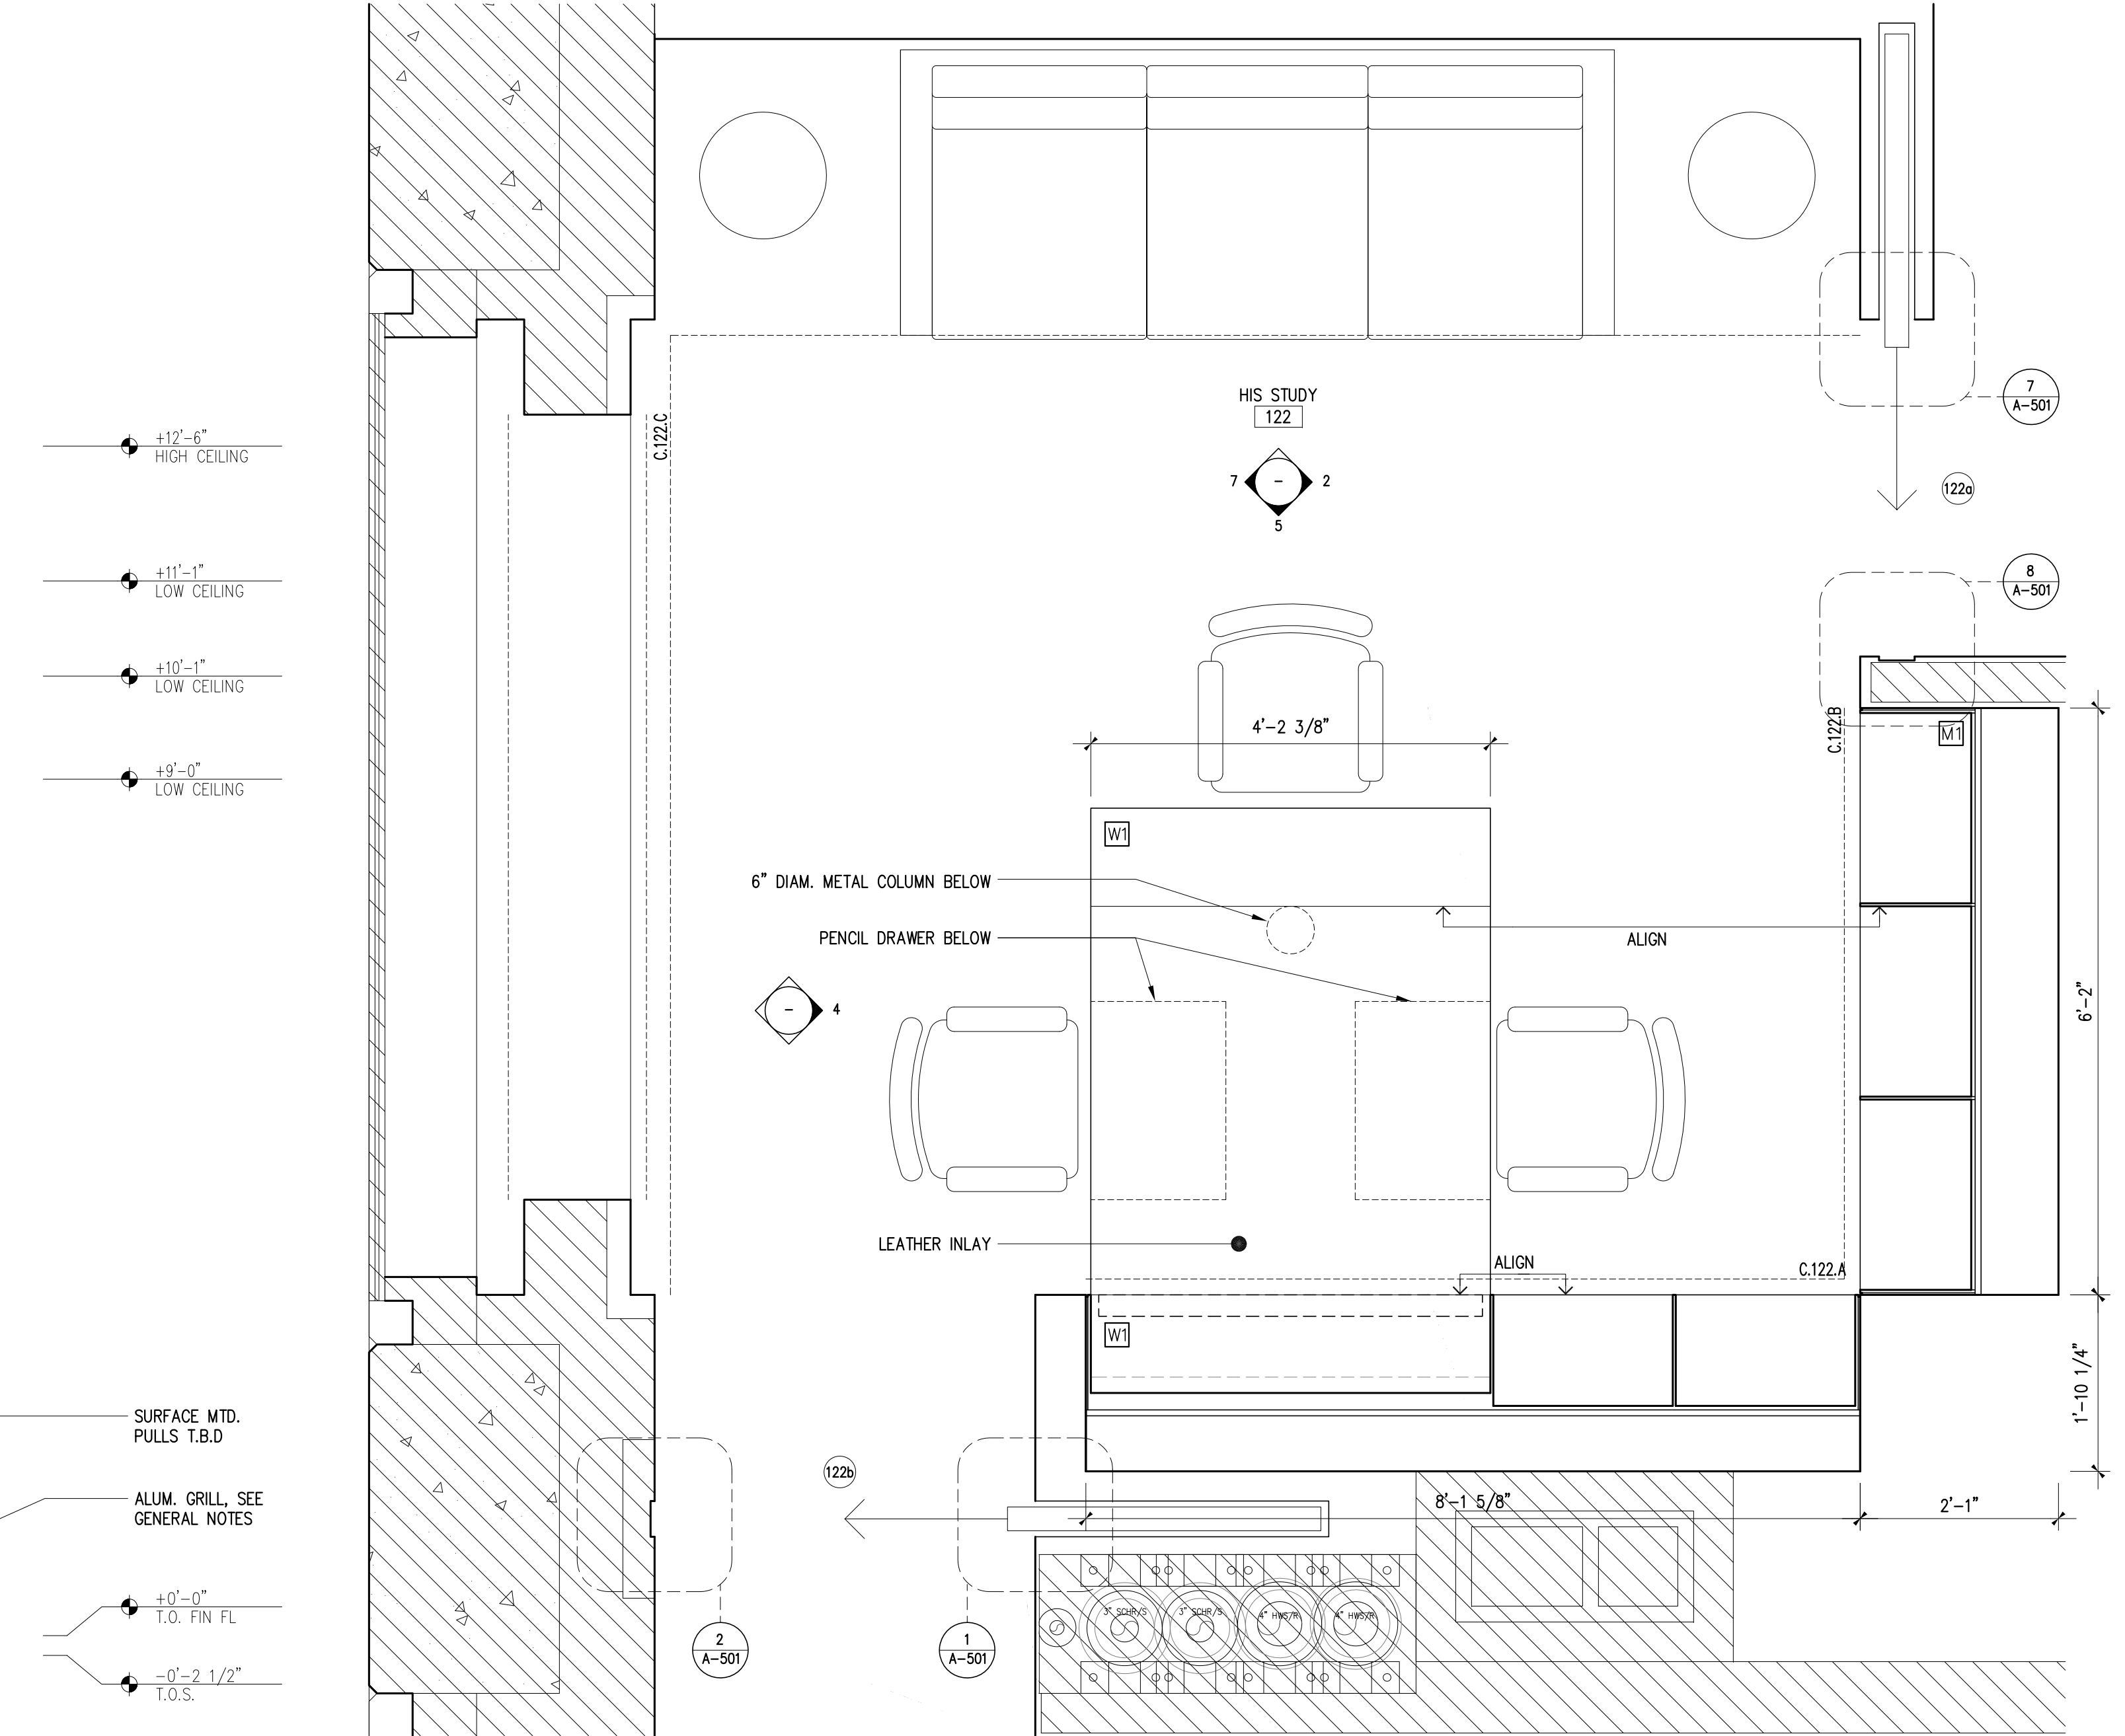 HIS STUDY
122
7
-
2
5
7
A-501
122a
8
A-501
+12'-6"
HIGH CEILING
+11'-1"
LOW CEILING
+10'-1"
LOW CEILING
+9'-0"
LOW CEILING
C.122.C
C.122.B
M1
4'-2 3/8"
W1
6" DIAM. METAL COLUMN BELOW
PENCIL DRAWER BELOW
ALIGN
-
4
6'-2"
LEATHER INLAY
ALIGN
C.122.A
W1
1'-10 1/4"
SURFACE MTD.
PULLS T.B.D
ALUM. GRILL, SEE
GENERAL NOTES
122b
8'-1 5/8"
2'-1"
+0'-0"
T.O. FIN FL
-0'-2 1/2"
T.O.S.
3" SCHR/S
3" SCHR/S
4" HWS/R
4" HWS/R
2
A-501
1
A-501